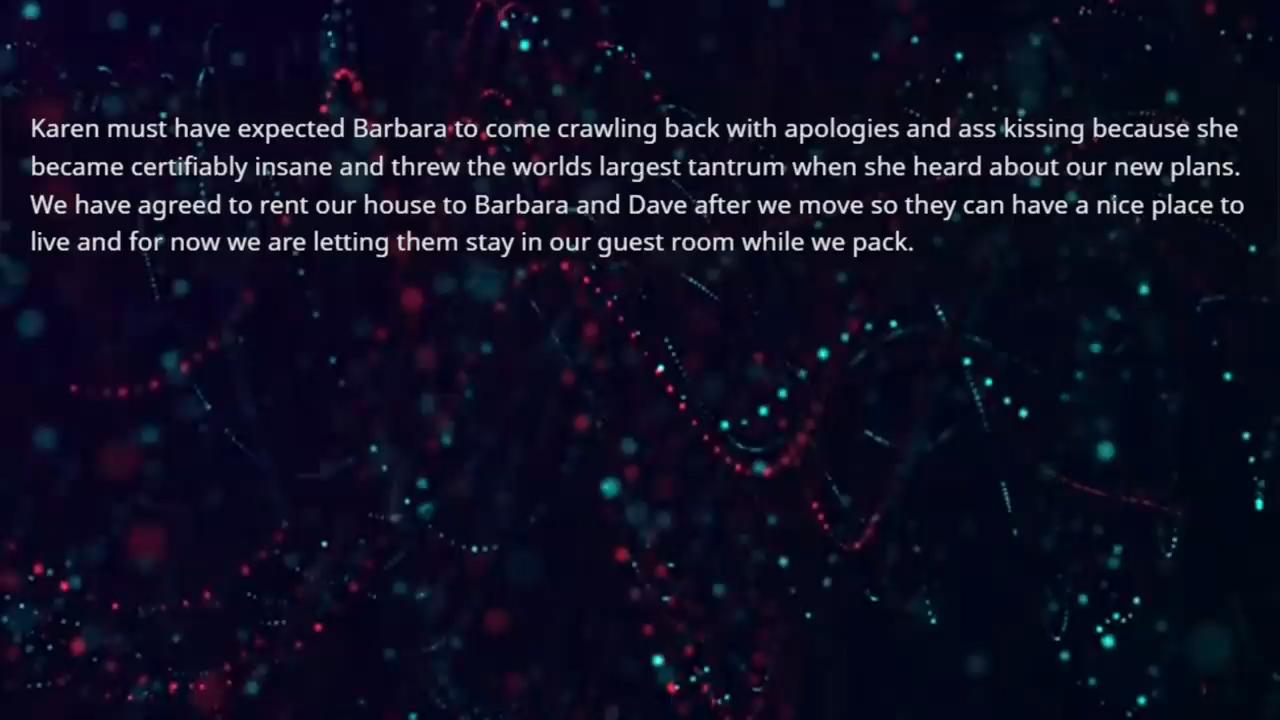 Karen must have expected Barbara to come crawling back with apologies and ass kissing because she
became certifiably insane and threw the worlds largest tantrum when she heard about our new plans.
We have agreed to rent our house to Barbara and Dave after we move so they can have a nice place to
live and for now we are letting them stay in our guest room while we pack.